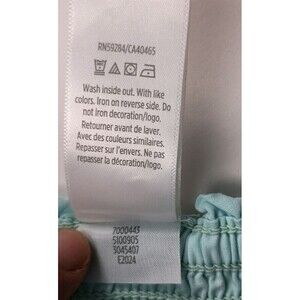 RN59284/CA40465
Wash inside out. With like
colors. Iron on reverse side. Do
not Iron decoration/logo.
Retourner avant de laver.
Avec des couleurs similaires.
Repasser sur l'envers. Ne pas
repasser la décoration/logo.
7000443
5100905
3045407
E2024